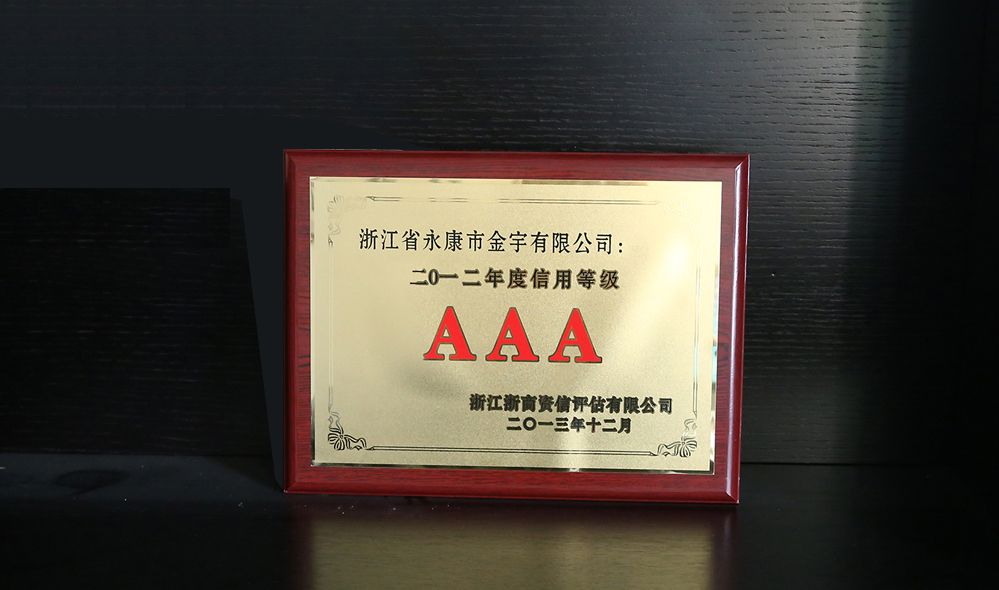 浙江省永康市金宇有限公司：
二0一二年度信用等级
AAA
浙江浙商资信评估有限公司
二〇一三年十二月